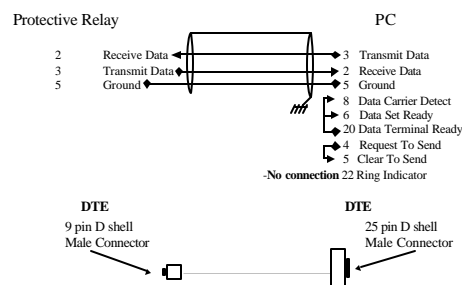 Protective Relay PC
2 Receive Data 3 Transmit Data
3 Transmit Data 2 Receive Data
5 Ground 5 Ground
8 Data Carrier Detect
6 Data Set Ready
20 Data Terminal Ready
4 Request To Send
5 Clear To Send
-No connection 22 Ring Indicator
DTE DTE
9 pin D shell 25 pin D shell
Male Connector Male Connector